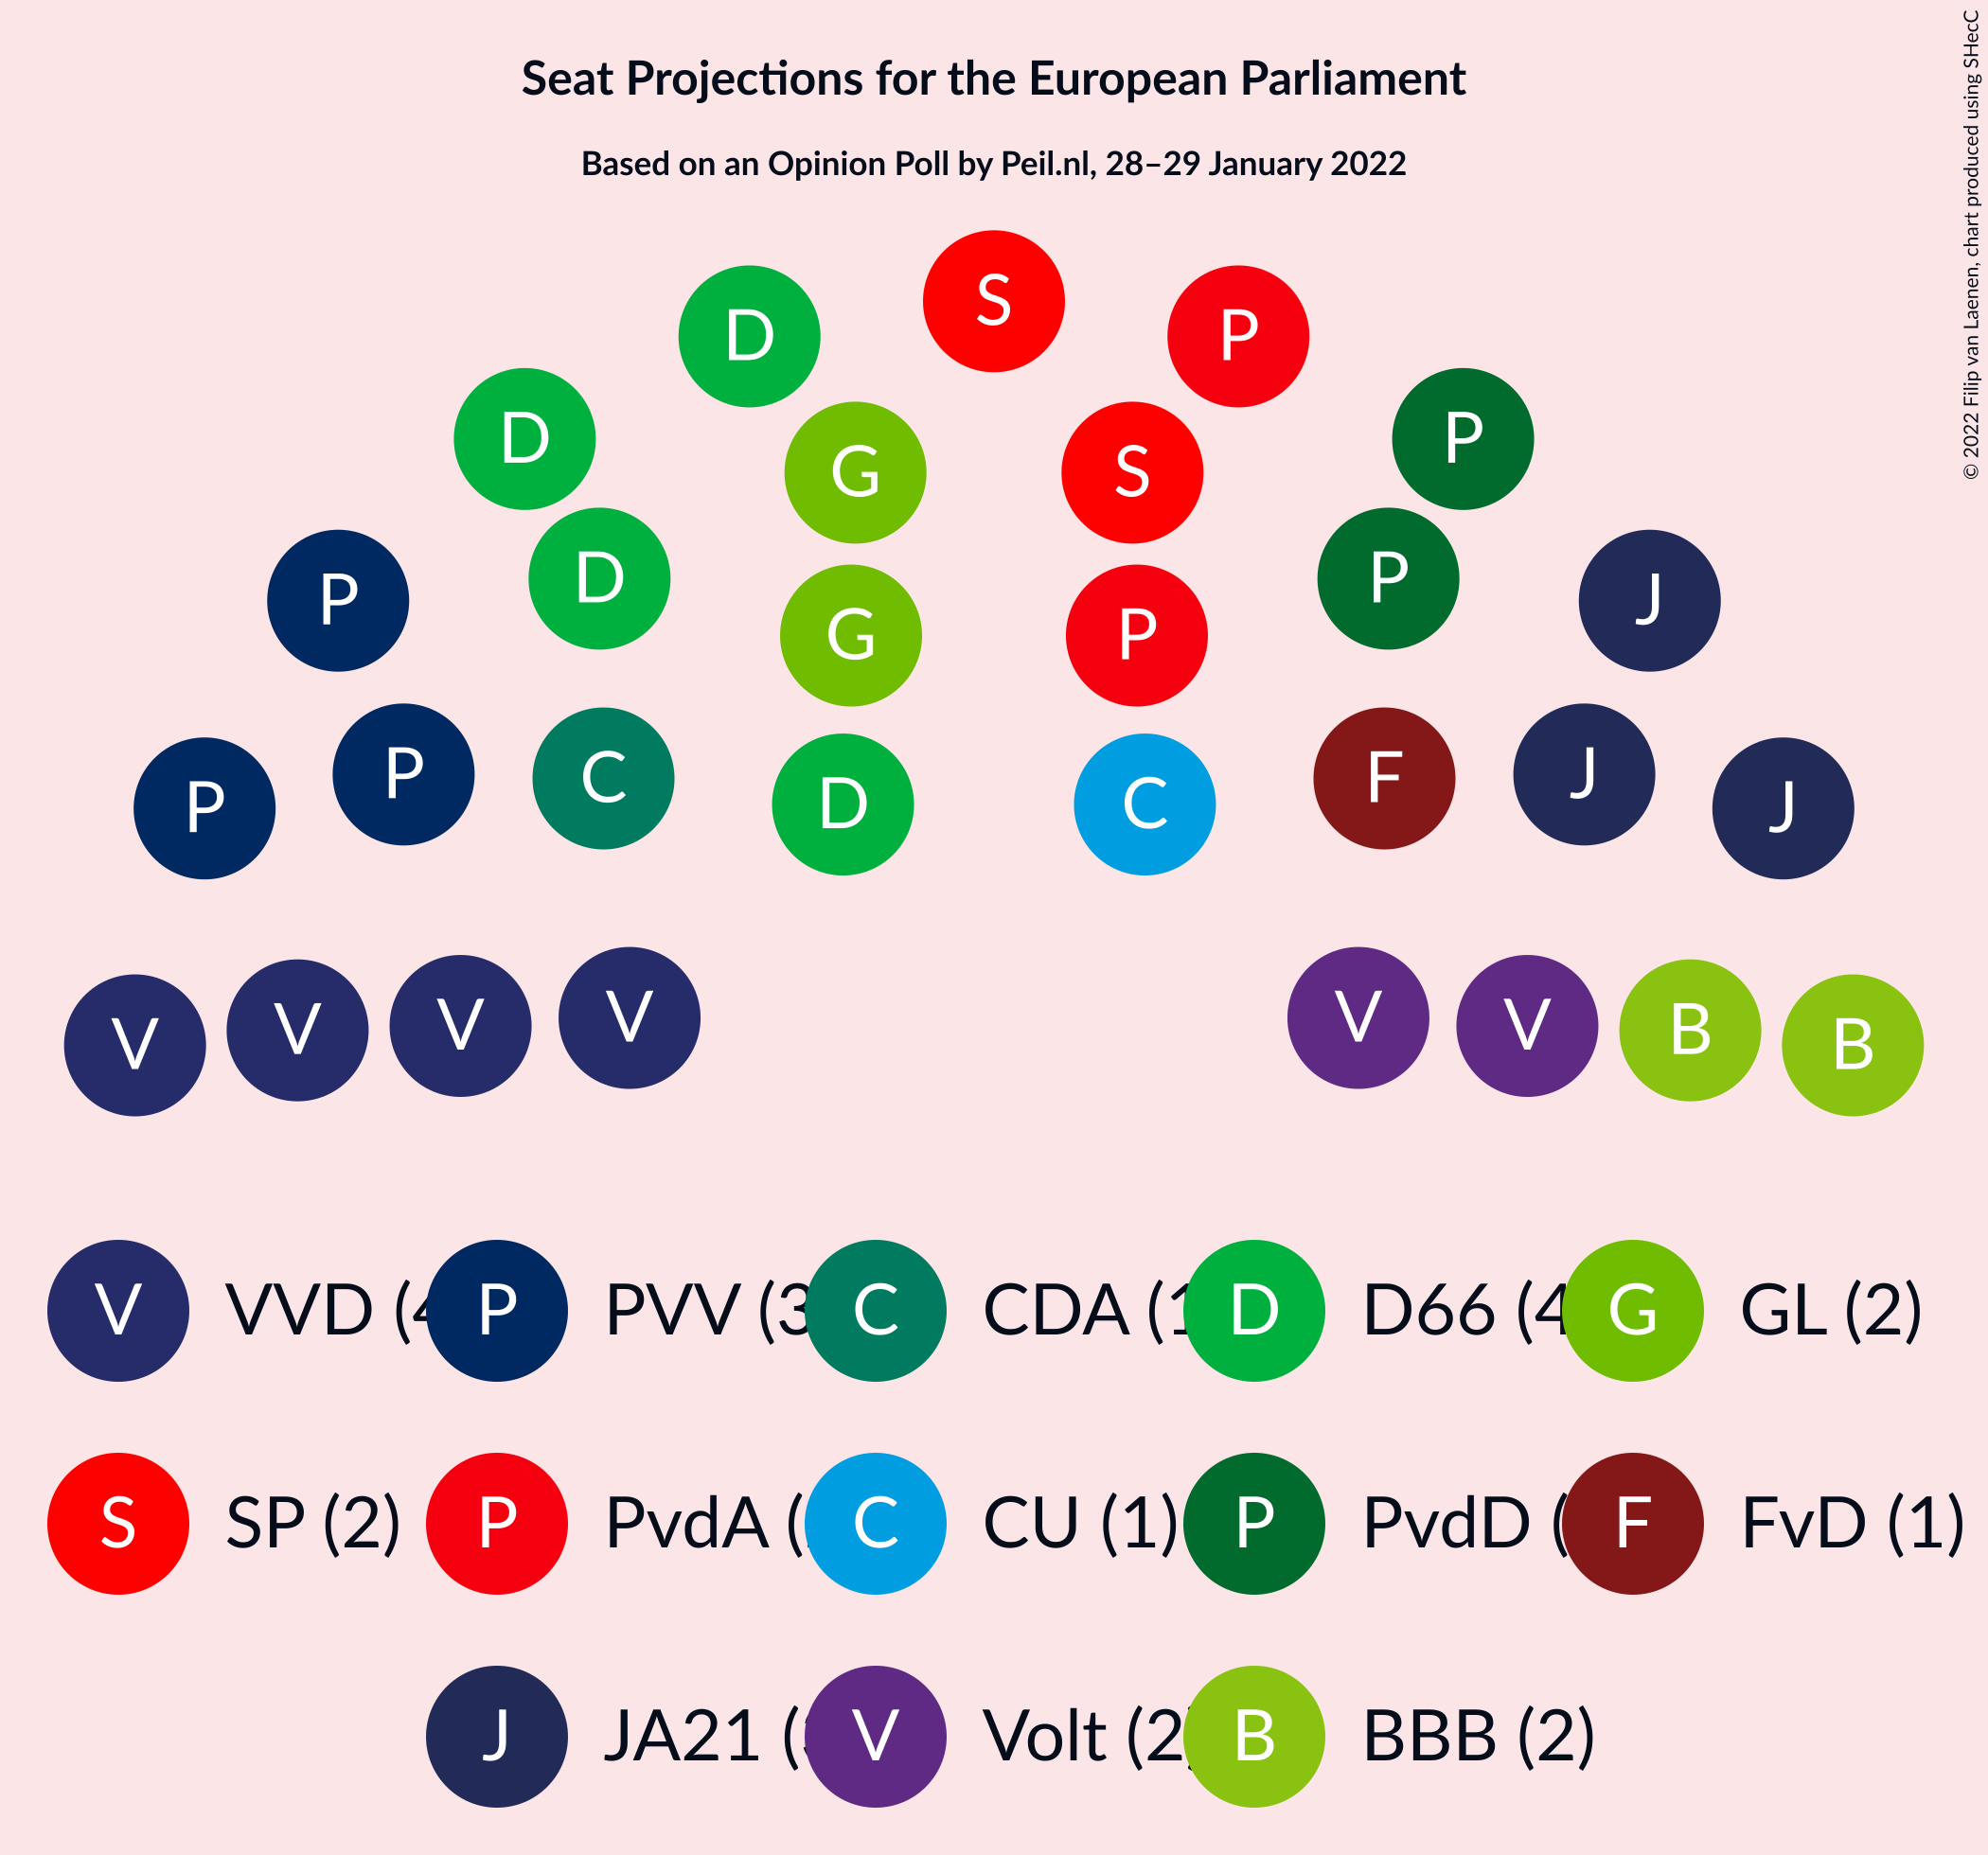 Seat Projections for the European Parliament
Based on an Opinion Poll by Peil.nl, 28–29 January 2022
© 2022 Filip van Laenen, chart produced using SHecC
S
D P
D G S P
P D G P P J
P P C D C F J J
V V V V V V B B
V VVD (4 P PVV (3 C CDA (1 D D66 (4 G GL (2)
S SP (2) P PvdA ( C CU (1) P PvdD ( F FvD (1)
J JA21 ( V Volt (2) B BBB (2)